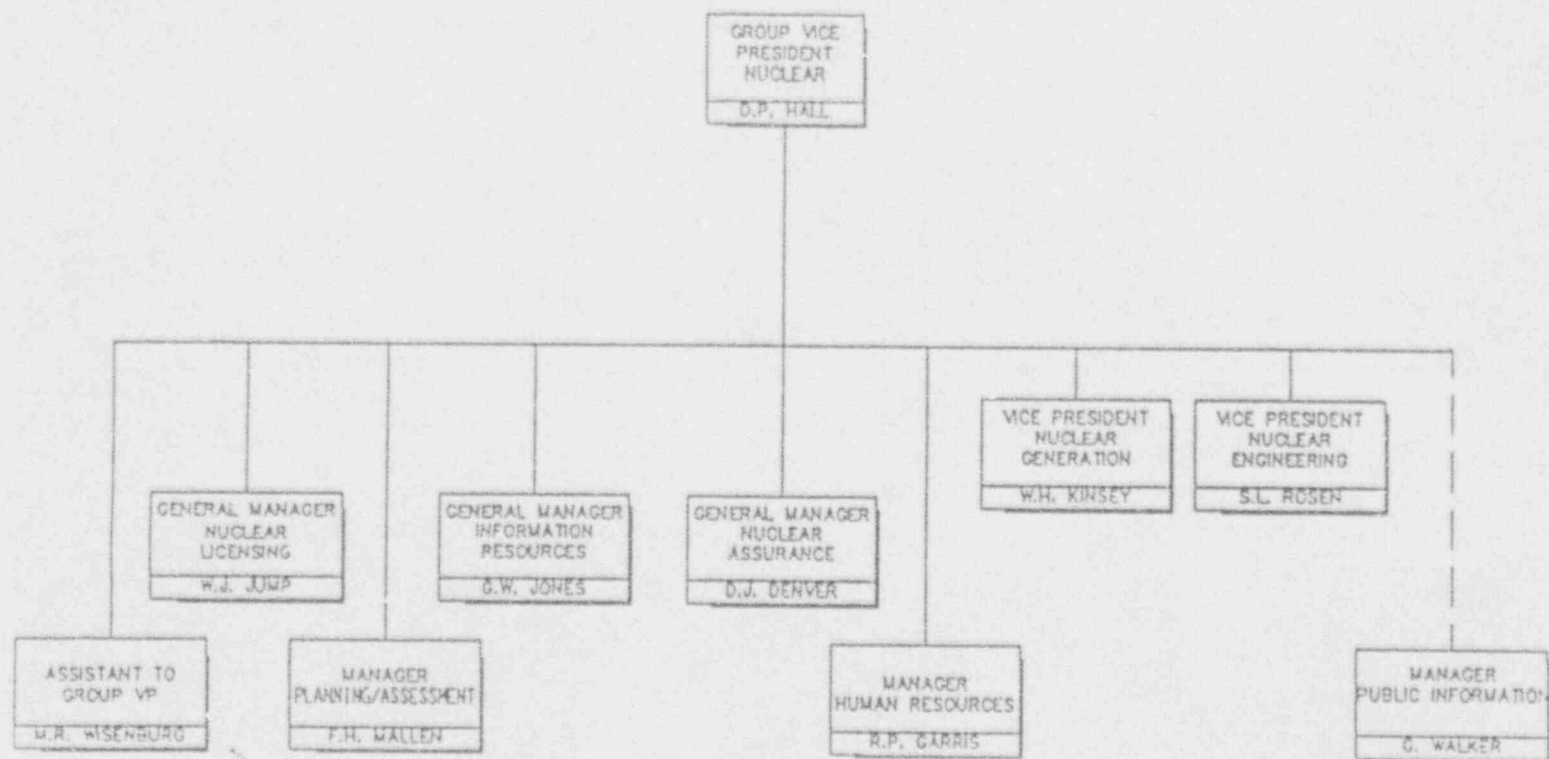 GROUP VICE
PRESIDENT
NUCLEAR
D.P. HALL
VICE PRESIDENT
NUCLEAR
GENERATION
W.H. KINSEY
VICE PRESIDENT
NUCLEAR
ENGINEERING
S.L. ROSEN
GENERAL MANAGER
NUCLEAR
LICENSING
W.J. JUMP
GENERAL MANAGER
INFORMATION
RESOURCES
G.W. JONES
GENERAL MANAGER
NUCLEAR
ASSURANCE
D.J. DENVER
ASSISTANT TO
GROUP VP
M.R. WISENBURG
MANAGER
PLANNING/ASSESSMENT
F.H. MALLEN
MANAGER
HUMAN RESOURCES
R.P. GARRIS
MANAGER
PUBLIC INFORMATION
G. WALKER